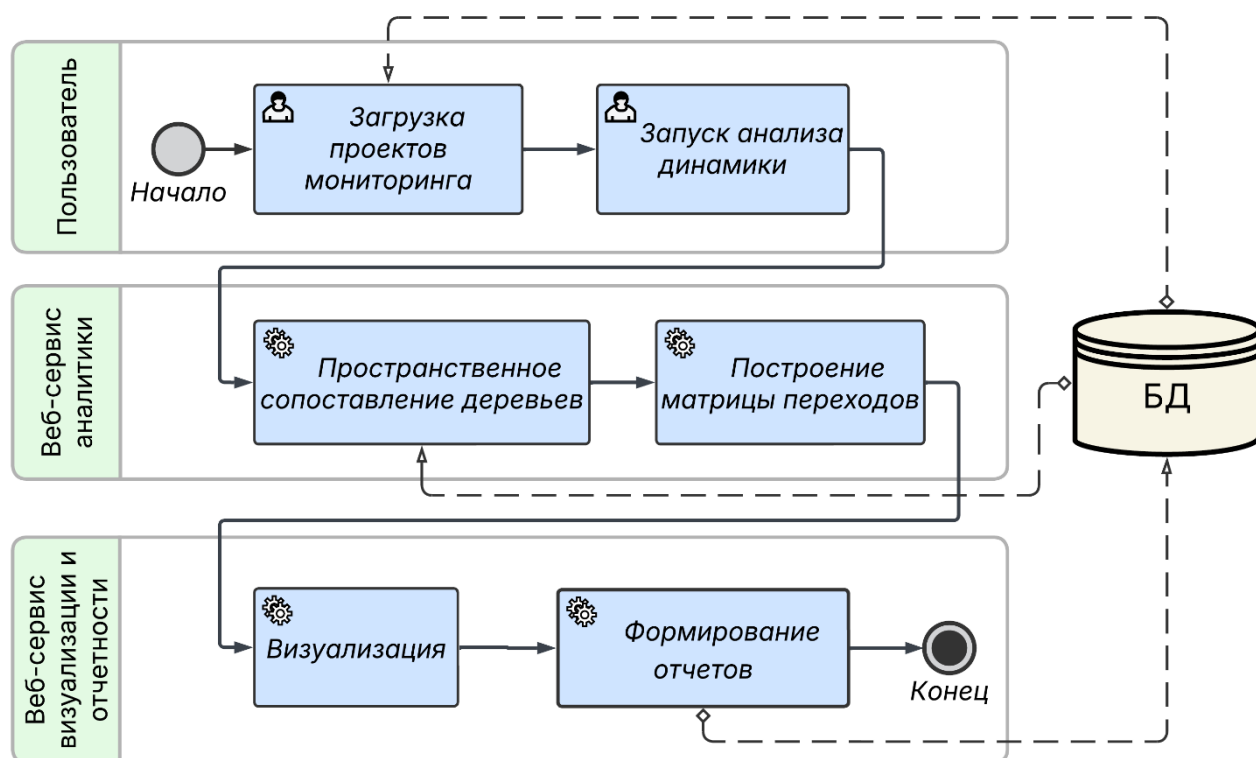 Пользователь
Начало
Загрузка
проектов
мониторинга
Запуск анализа
динамики
Веб-сервис
аналитики
Пространственное
сопоставление деревьев
Построение
матрицы переходов
БД
Веб-сервис
визуализации и
отчетности
Визуализация
Формирование
отчетов
Конец